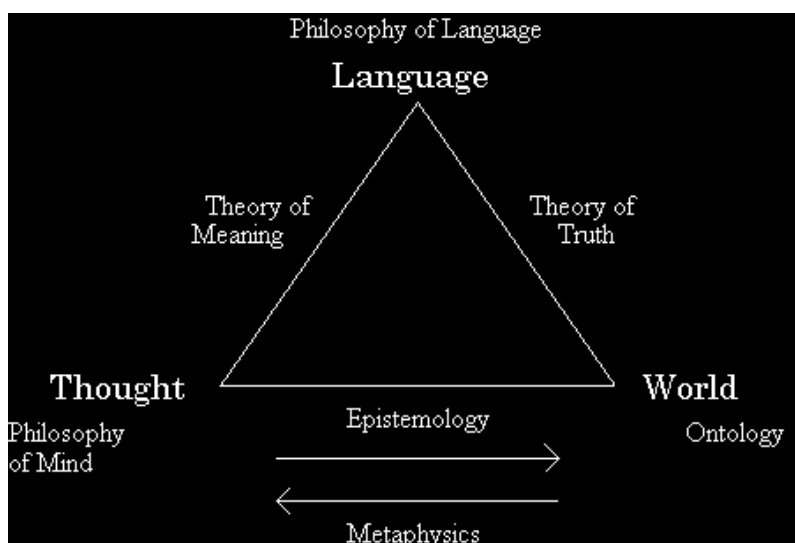 Philosophy of Language
Language
Theory of
Meaning
Theory of
Truth
Thought
World
Philosophy
of Mind
Epistemology
Ontology
Metaphysics